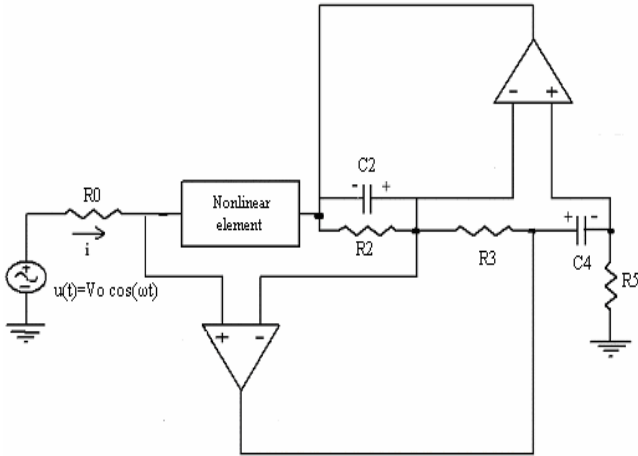 - +
C2
- +
R0
Nonlinear
element
R2
R3
+ -
C4
R5
i
u(t)=Vo cos(ωt)
+ -